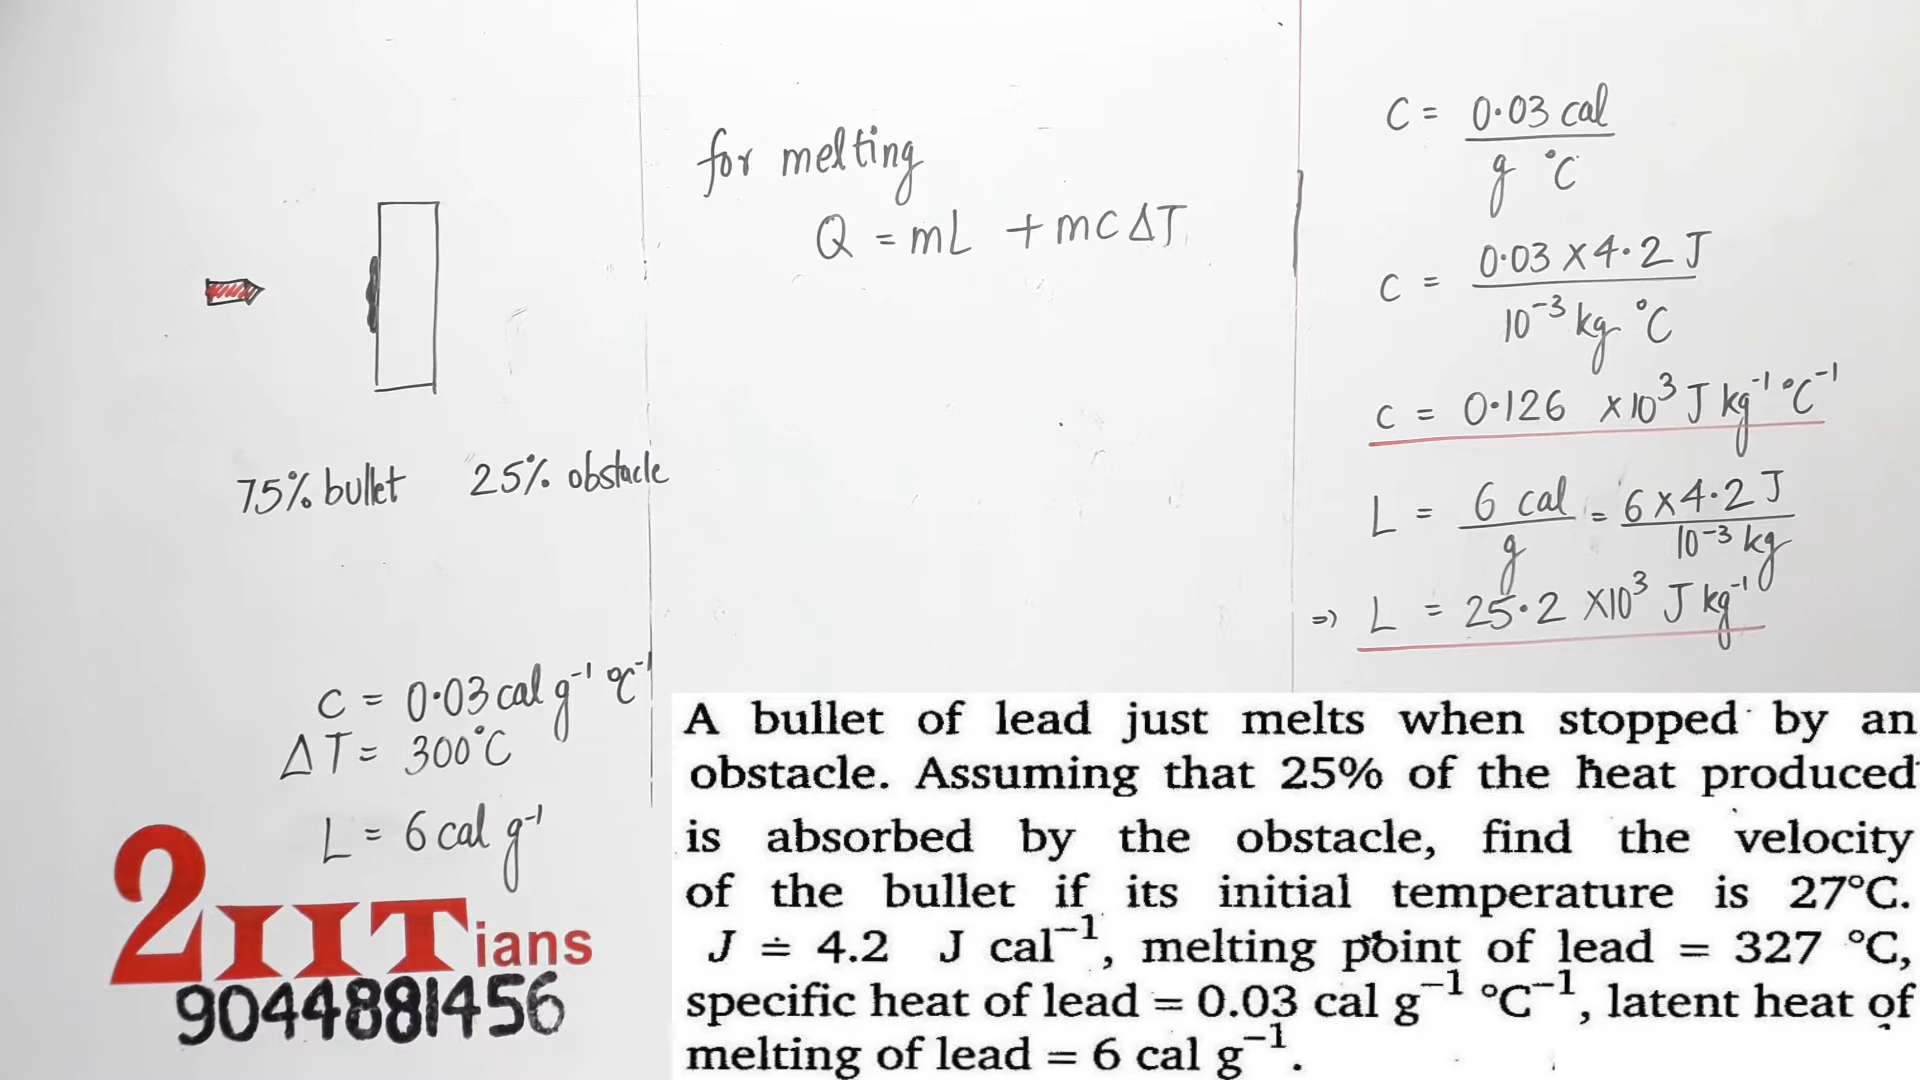 75% bullet 25% obstacle
c = 0.03 cal g⁻¹ °C⁻¹
ΔT = 300°C
L = 6 cal g⁻¹
2IITians
9044881456
for melting
Q = mL + mcΔT
C = 0.03 cal / g °C
c = 0.03 × 4.2 J / 10⁻³ kg °C
c = 0.126 × 10³ J kg⁻¹ °C⁻¹
L = 6 cal / g = 6 × 4.2 J / 10⁻³ kg
⇒ L = 25.2 × 10³ J kg⁻¹
A bullet of lead just melts when stopped by an
obstacle. Assuming that 25% of the heat produced
is absorbed by the obstacle, find the velocity
of the bullet if its initial temperature is 27°C.
J = 4.2 J cal⁻¹, melting point of lead = 327 °C,
specific heat of lead = 0.03 cal g⁻¹ °C⁻¹, latent heat of
melting of lead = 6 cal g⁻¹.